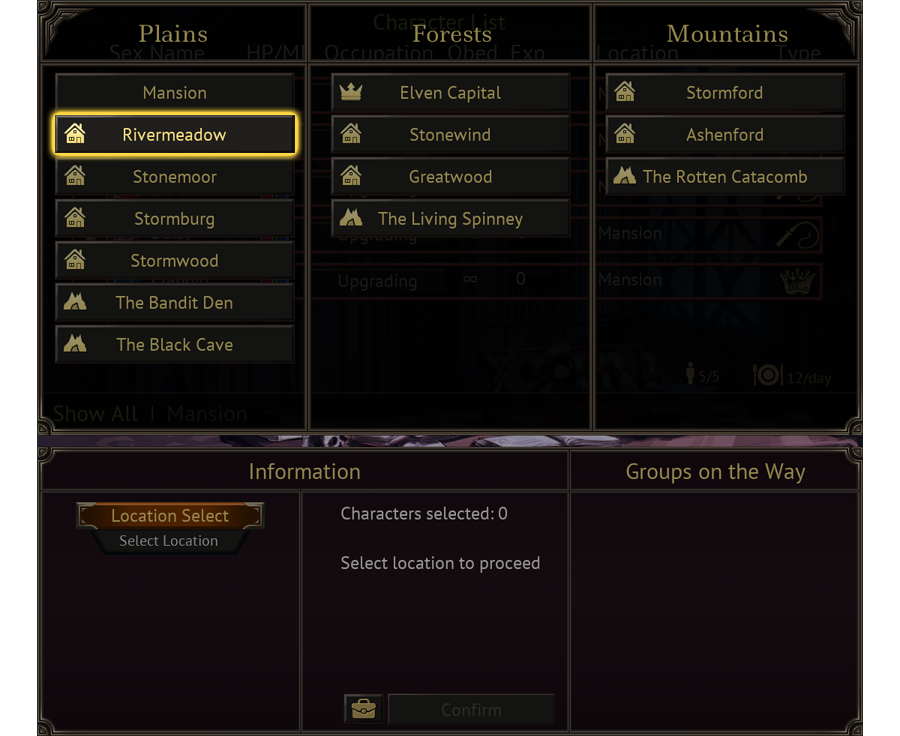 Character List
Plains
Forests
Mountains
Sex Name HP/MP Occupation Obed Exp Location Type
Mansion
Elven Capital
Stormford
Rivermeadow
Stonewind
Ashenford
Stonemoor
Greatwood
The Rotten Catacomb
Stormburg
The Living Spinney
Upgrading
Mansion
Stormwood
Upgrading ∞ 0 Mansion
The Bandit Den
The Black Cave
5/5
12/day
Show All | Mansion
Information
Groups on the Way
Location Select
Characters selected: 0
Select Location
Select location to proceed
Confirm